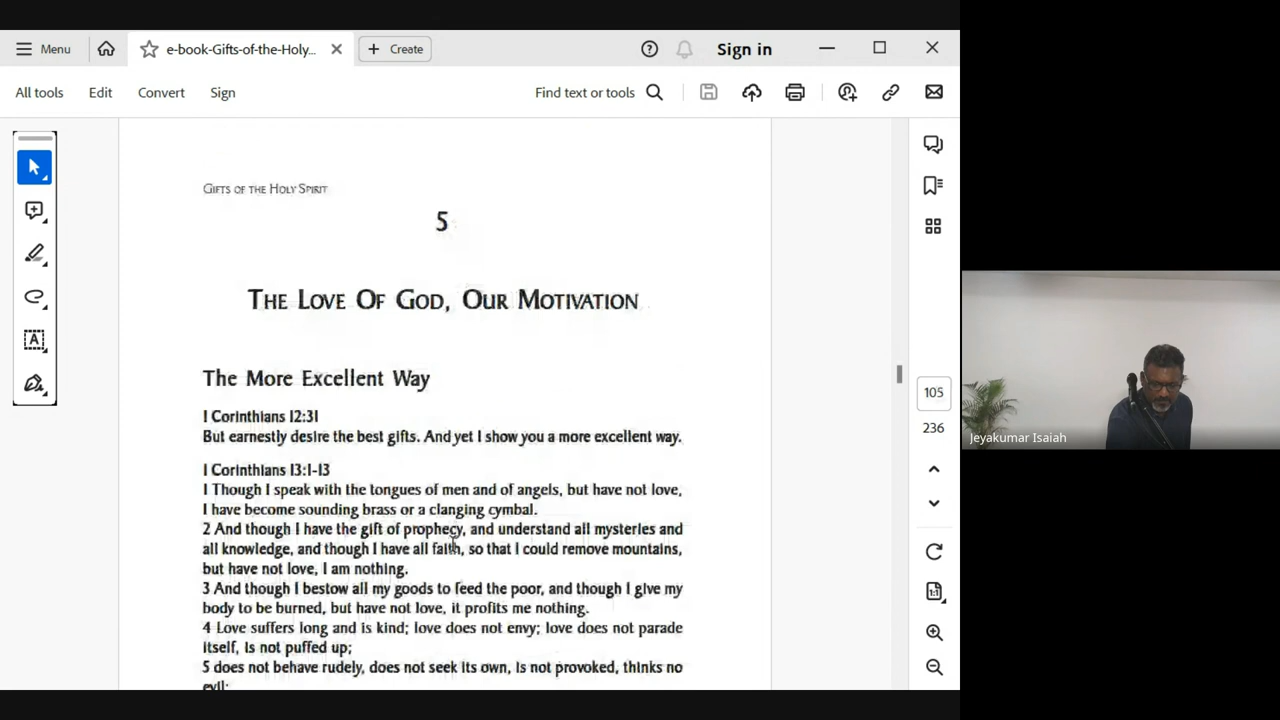 Menu
e-book-Gifts-of-the-Holy...
Create
Sign in
All tools
Edit
Convert
Sign
Find text or tools
GIFTS OF THE HOLY SPIRIT
5
THE LOVE OF GOD, OUR MOTIVATION
The More Excellent Way
1 Corinthians 12:31
But earnestly desire the best gifts. And yet I show you a more excellent way.
1 Corinthians 13:1-13
1 Though I speak with the tongues of men and of angels, but have not love,
I have become sounding brass or a clanging cymbal.
2 And though I have the gift of prophecy, and understand all mysteries and
all knowledge, and though I have all faith, so that I could remove mountains,
but have not love, I am nothing.
3 And though I bestow all my goods to feed the poor, and though I give my
body to be burned, but have not love, it profits me nothing.
4 Love suffers long and is kind; love does not envy; love does not parade
itself, is not puffed up;
5 does not behave rudely, does not seek its own, is not provoked, thinks no
evil;
105
236
1:1
Jeyakumar Isaiah